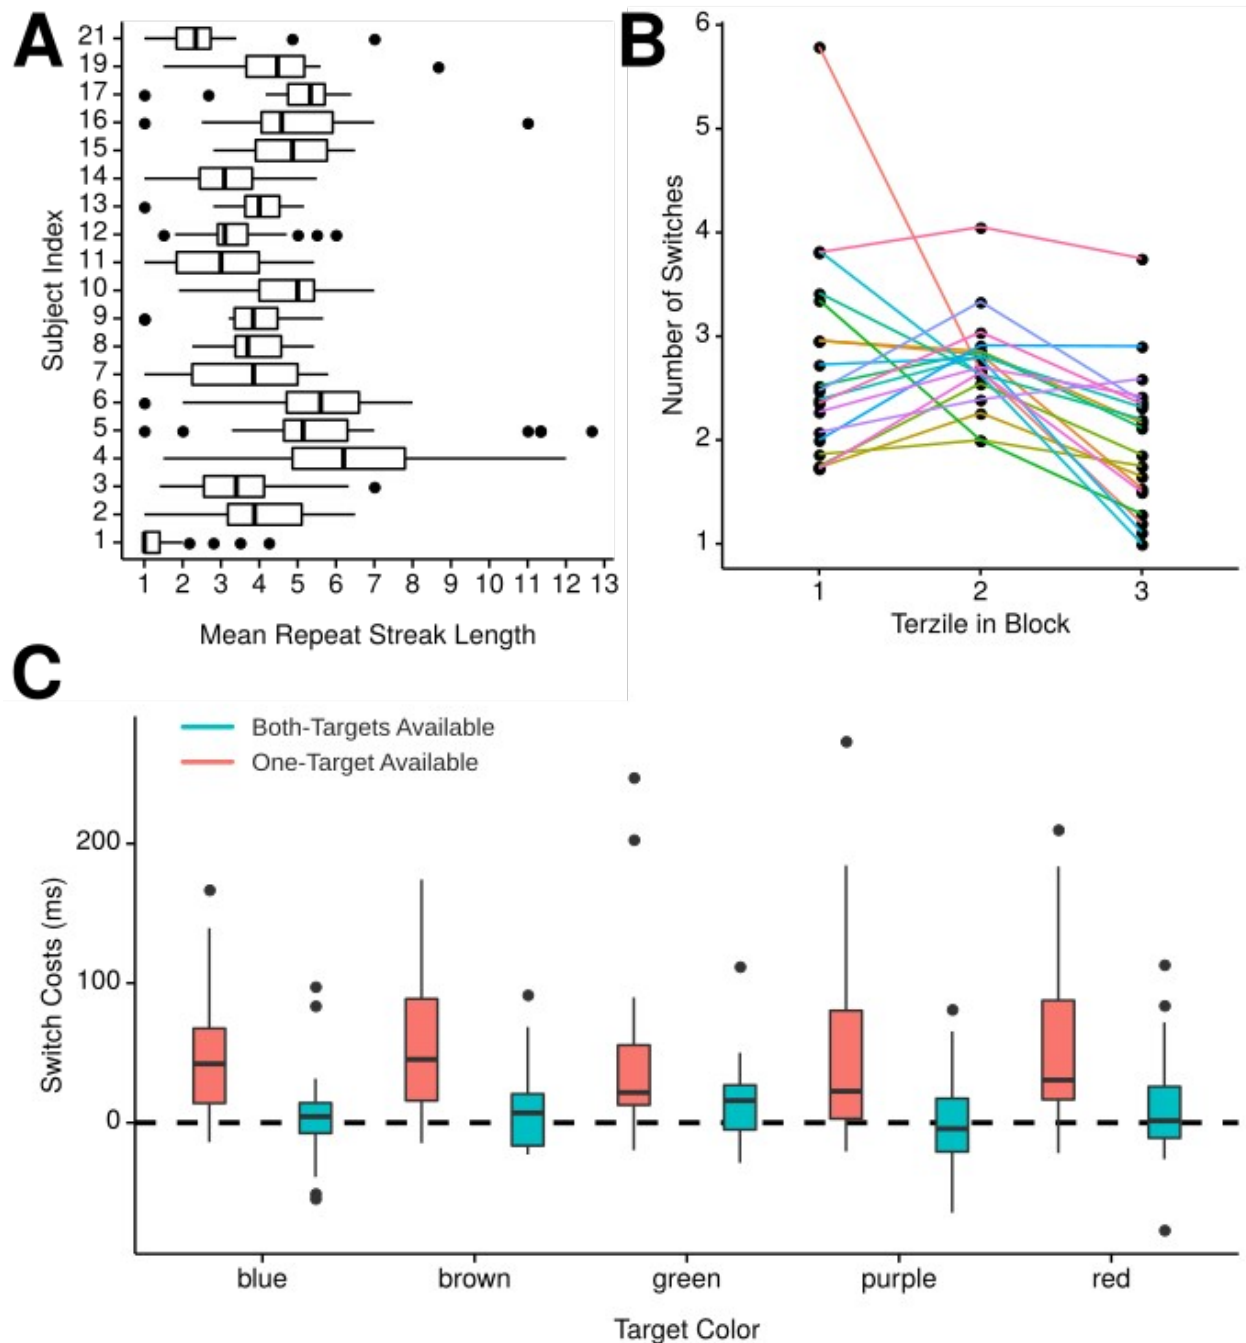 A
21
19
17
16
15
14
13
12
11
10
9
8
7
6
5
4
3
2
1
Subject Index
1 2 3 4 5 6 7 8 9 10 11 12 13
Mean Repeat Streak Length
B
6
5
4
3
2
1
Number of Switches
1 2 3
Terzile in Block
C
Both-Targets Available
One-Target Available
200
100
0
Switch Costs (ms)
blue brown green purple red
Target Color